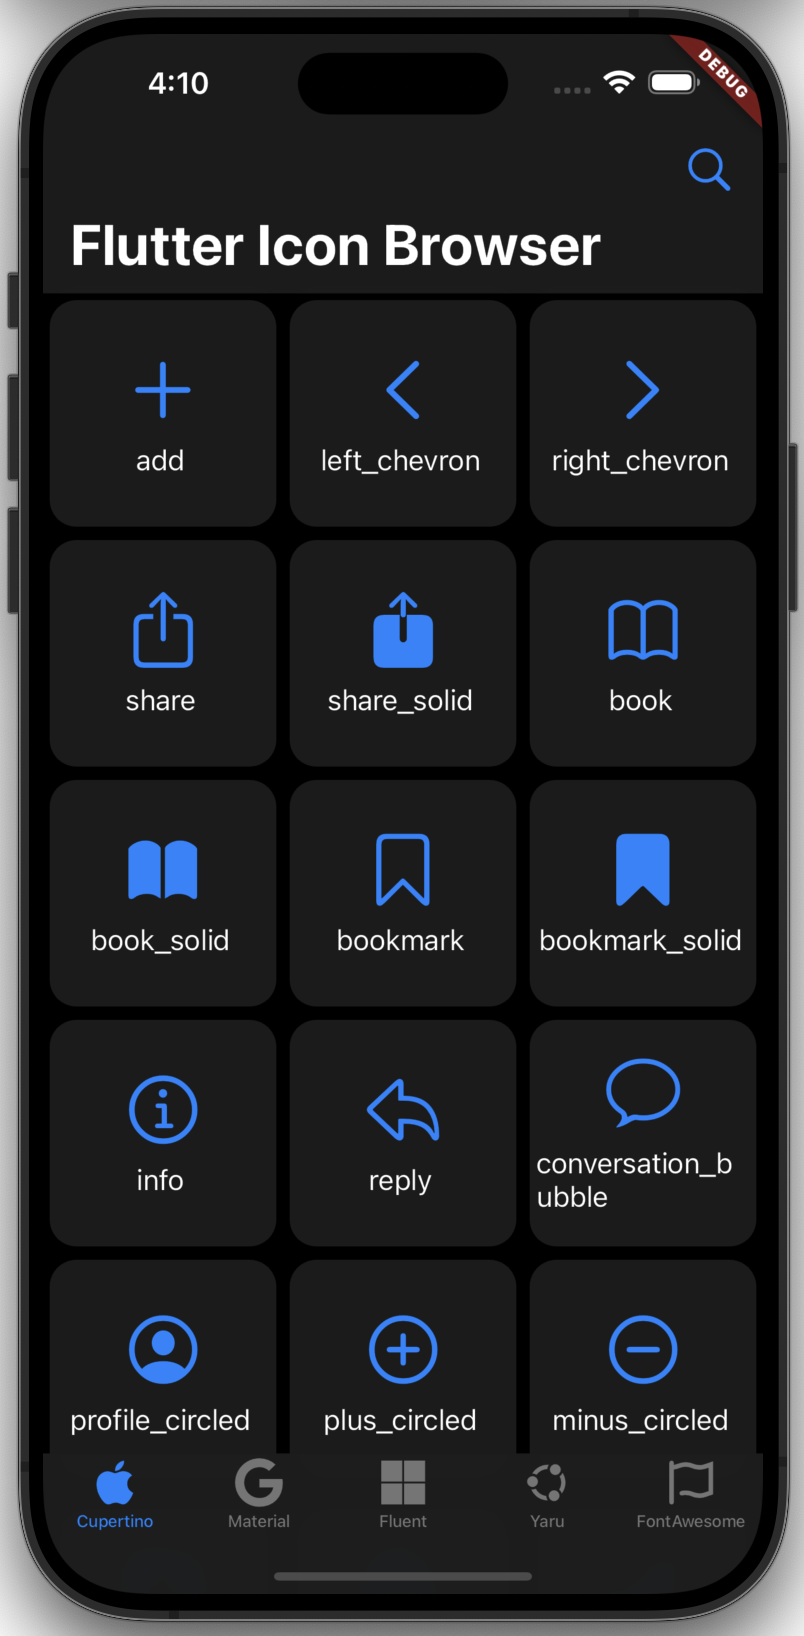 4:10
DEBUG
Flutter Icon Browser
add
left_chevron
right_chevron
share
share_solid
book
book_solid
bookmark
bookmark_solid
info
reply
conversation_b
ubble
profile_circled
plus_circled
minus_circled
Cupertino
Material
Fluent
Yaru
FontAwesome